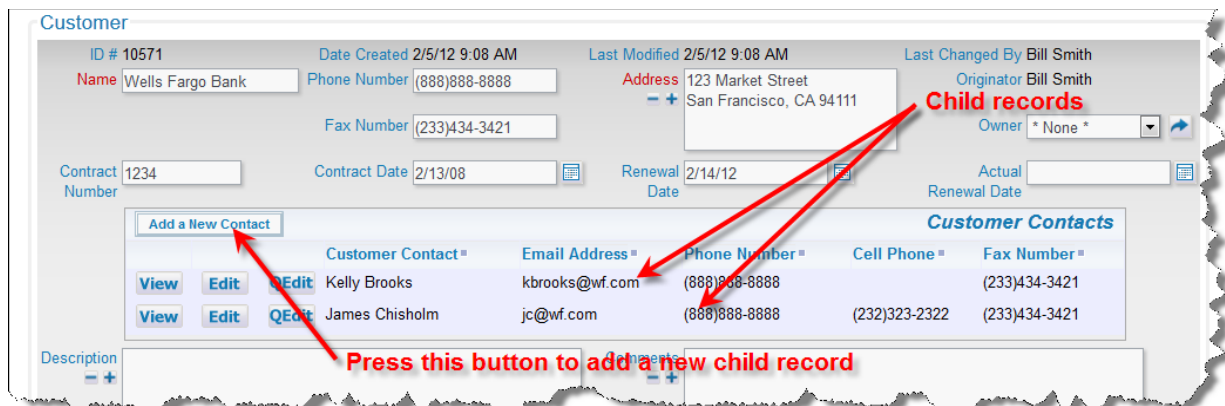 Customer
ID # 10571 Date Created 2/5/12 9:08 AM Last Modified 2/5/12 9:08 AM Last Changed By Bill Smith
Name Wells Fargo Bank Phone Number (888)888-8888 Address 123 Market Street Originator Bill Smith
San Francisco, CA 94111
Child records
Fax Number (233)434-3421 Owner * None *
Contract Number 1234 Contract Date 2/13/08 Renewal Date 2/14/12 Actual Renewal Date
Add a New Contact Customer Contacts
Customer Contact Email Address Phone Number Cell Phone Fax Number
View Edit QEdit Kelly Brooks kbrooks@wf.com (888)888-8888 (233)434-3421
View Edit QEdit James Chisholm jc@wf.com (888)888-8888 (232)323-2322 (233)434-3421
Description Comments
Press this button to add a new child record